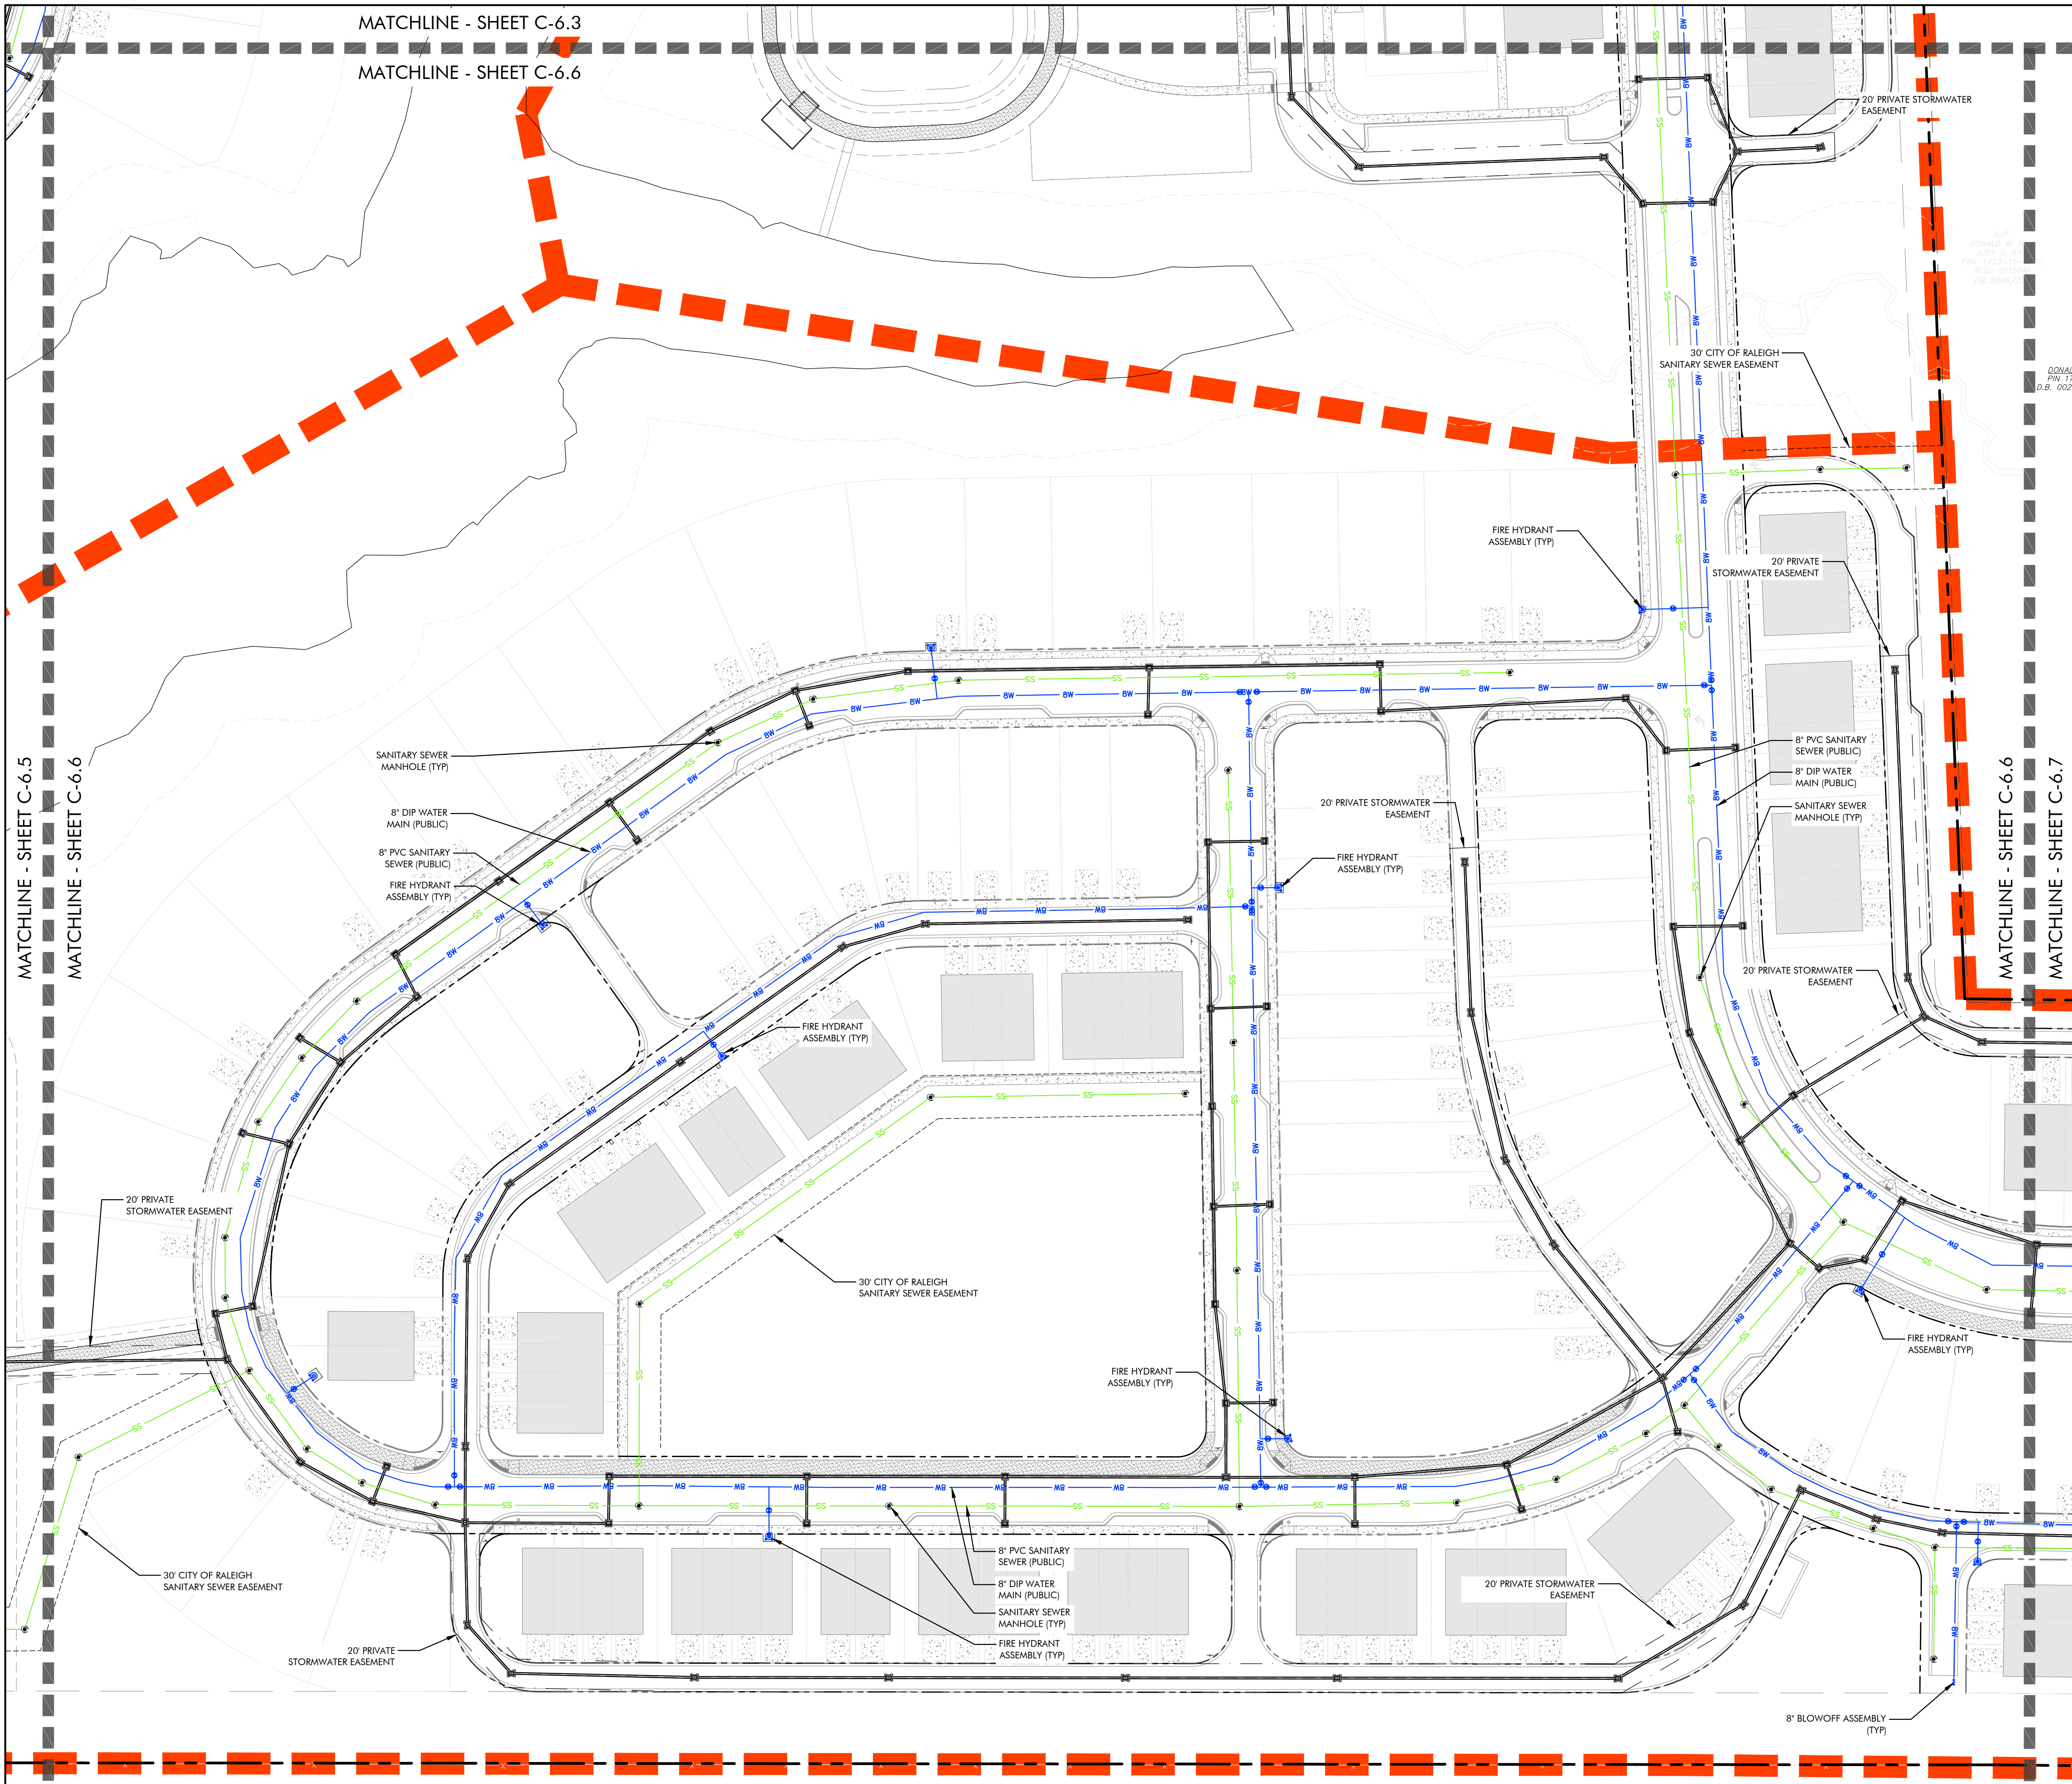 MATCHLINE - SHEET C-6.3
MATCHLINE - SHEET C-6.6
20' PRIVATE STORMWATER
EASEMENT
N/F
DONALD
30' CITY OF RALEIGH
SANITARY SEWER EASEMENT
PIN 17
D.B. 002
FIRE HYDRANT
ASSEMBLY (TYP)
20' PRIVATE
STORMWATER EASEMENT
SANITARY SEWER
MANHOLE (TYP)
8" DIP WATER
MAIN (PUBLIC)
8" PVC SANITARY
SEWER (PUBLIC)
FIRE HYDRANT
ASSEMBLY (TYP)
8" PVC SANITARY
SEWER (PUBLIC)
8" DIP WATER
MAIN (PUBLIC)
SANITARY SEWER
MANHOLE (TYP)
20' PRIVATE STORMWATER
EASEMENT
FIRE HYDRANT
ASSEMBLY (TYP)
MATCHLINE - SHEET C-6.5
MATCHLINE - SHEET C-6.6
MATCHLINE - SHEET C-6.6
MATCHLINE - SHEET C-6.7
20' PRIVATE STORMWATER
EASEMENT
FIRE HYDRANT
ASSEMBLY (TYP)
20' PRIVATE
STORMWATER EASEMENT
30' CITY OF RALEIGH
SANITARY SEWER EASEMENT
FIRE HYDRANT
ASSEMBLY (TYP)
FIRE HYDRANT
ASSEMBLY (TYP)
8" PVC SANITARY
SEWER (PUBLIC)
8" DIP WATER
MAIN (PUBLIC)
SANITARY SEWER
MANHOLE (TYP)
FIRE HYDRANT
ASSEMBLY (TYP)
30' CITY OF RALEIGH
SANITARY SEWER EASEMENT
20' PRIVATE STORMWATER
EASEMENT
20' PRIVATE
STORMWATER EASEMENT
8" BLOWOFF ASSEMBLY
(TYP)
8W
SS